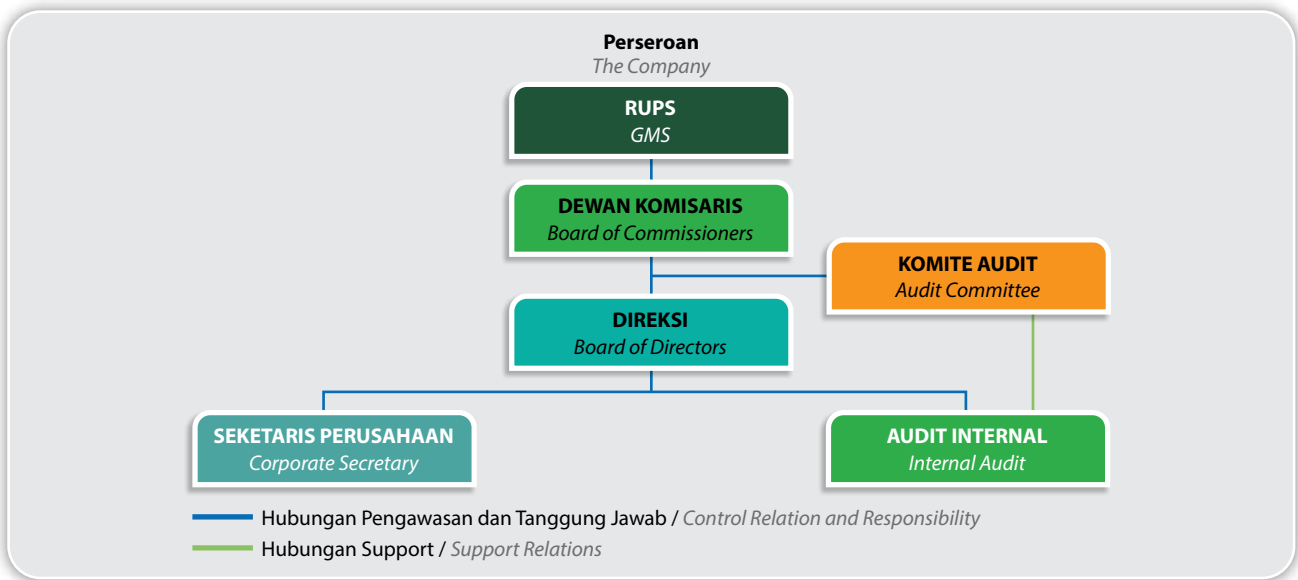 Perseroan
The Company
RUPS
GMS
DEWAN KOMISARIS
Board of Commissioners
KOMITE AUDIT
Audit Committee
DIREKSI
Board of Directors
SEKETARIS PERUSAHAAN
Corporate Secretary
AUDIT INTERNAL
Internal Audit
Hubungan Pengawasan dan Tanggung Jawab / Control Relation and Responsibility
Hubungan Support / Support Relations